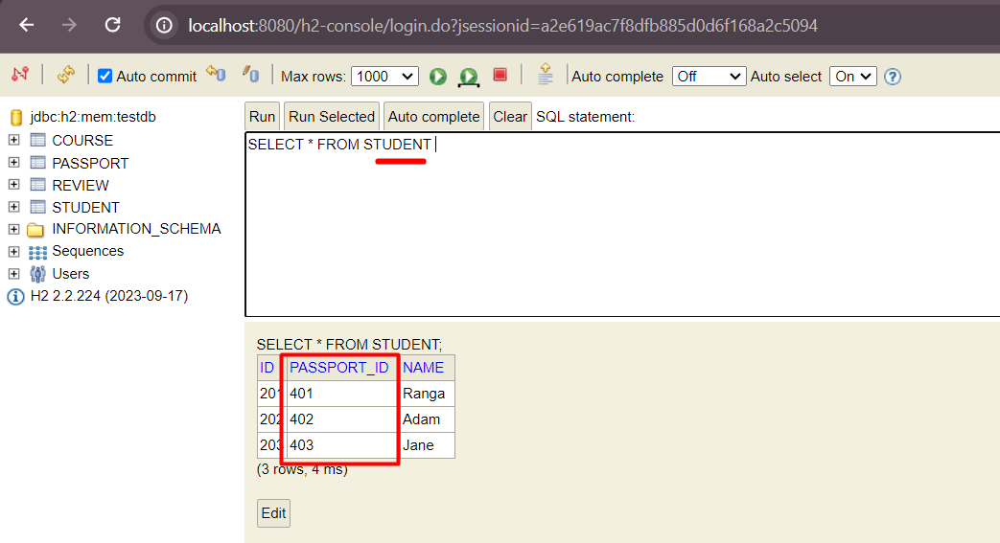 localhost:8080/h2-console/login.do?jsessionid=a2e619ac7f8dfb885d0d6f168a2c5094
Auto commit Max rows: 1000 Auto complete Off Auto select On ?
jdbc:h2:mem:testdb
COURSE
PASSPORT
REVIEW
STUDENT
INFORMATION_SCHEMA
Sequences
Users
H2 2.2.224 (2023-09-17)
Run Run Selected Auto complete Clear SQL statement:
SELECT * FROM STUDENT
SELECT * FROM STUDENT;
ID PASSPORT_ID NAME
201 401 Ranga
202 402 Adam
203 403 Jane
(3 rows, 4 ms)
Edit